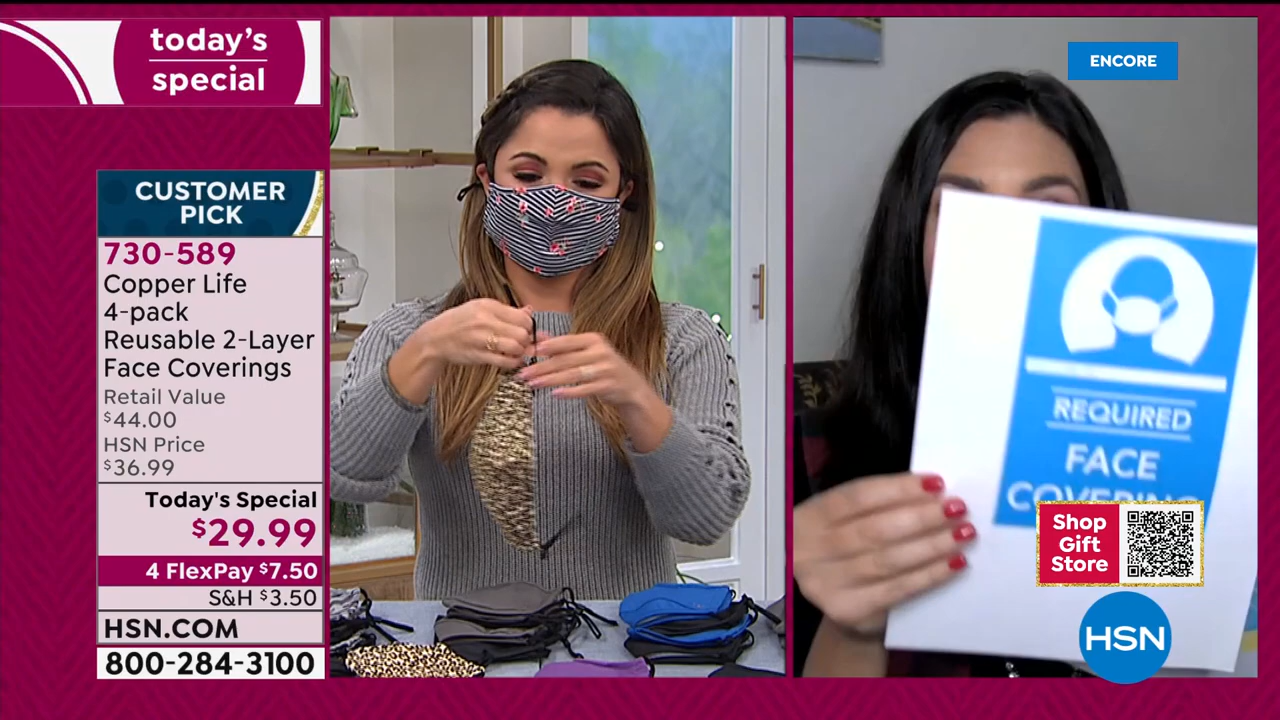 today's
special
CUSTOMER
PICK
730-589
Copper Life
4-pack
Reusable 2-Layer
Face Coverings
Retail Value
$44.00
HSN Price
$36.99
Today's Special
$29.99
4 FlexPay $7.50
S&H $3.50
HSN.COM
800-284-3100
ENCORE
REQUIRED
FACE
COVERING
Shop
Gift
Store
HSN